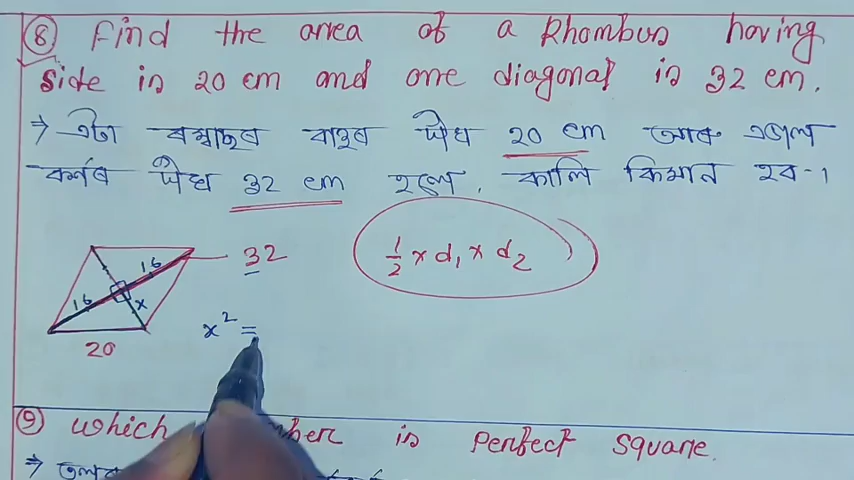 ⑧ Find the area of a Rhombus having
side is 20 cm and one diagonal is 32 cm.
⇒ এটা ৰম্বাছৰ বাহুৰ দৈৰ্ঘ 20 cm আৰু এডাল
কৰ্ণৰ দৈৰ্ঘ 32 cm হলে, কালি কিমান হব।
16 16 x
32
1/2 × d₁ × d₂
20
x² =
⑨ which is Perfect Square.
⇒